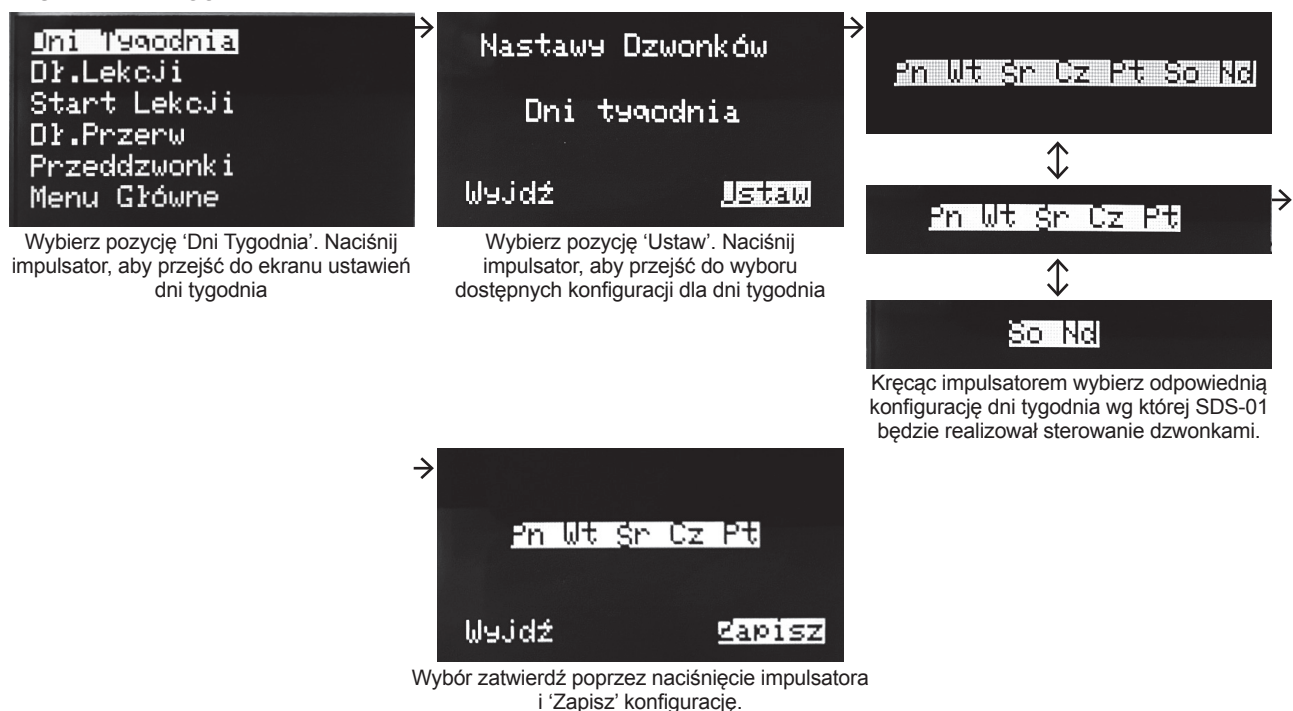 Dni Tygodnia
Dł.Lekcji
Start Lekcji
Dł.Przerw
Przeddzwonki
Menu Główne
Wybierz pozycję ‘Dni Tygodnia’. Naciśnij
impulsator, aby przejść do ekranu ustawień
dni tygodnia
Nastawy Dzwonków
Dni tygodnia
Wyjdź Ustaw
Wybierz pozycję ‘Ustaw’. Naciśnij
impulsator, aby przejść do wyboru
dostępnych konfiguracji dla dni tygodnia
Pn Wt Śr Cz Pt So Nd
Pn Wt Śr Cz Pt
So Nd
Kręcąc impulsatorem wybierz odpowiednią
konfigurację dni tygodnia wg której SDS-01
będzie realizował sterowanie dzwonkami.
Pn Wt Śr Cz Pt
Wyjdź Zapisz
Wybór zatwierdź poprzez naciśnięcie impulsatora
i ‘Zapisz’ konfigurację.